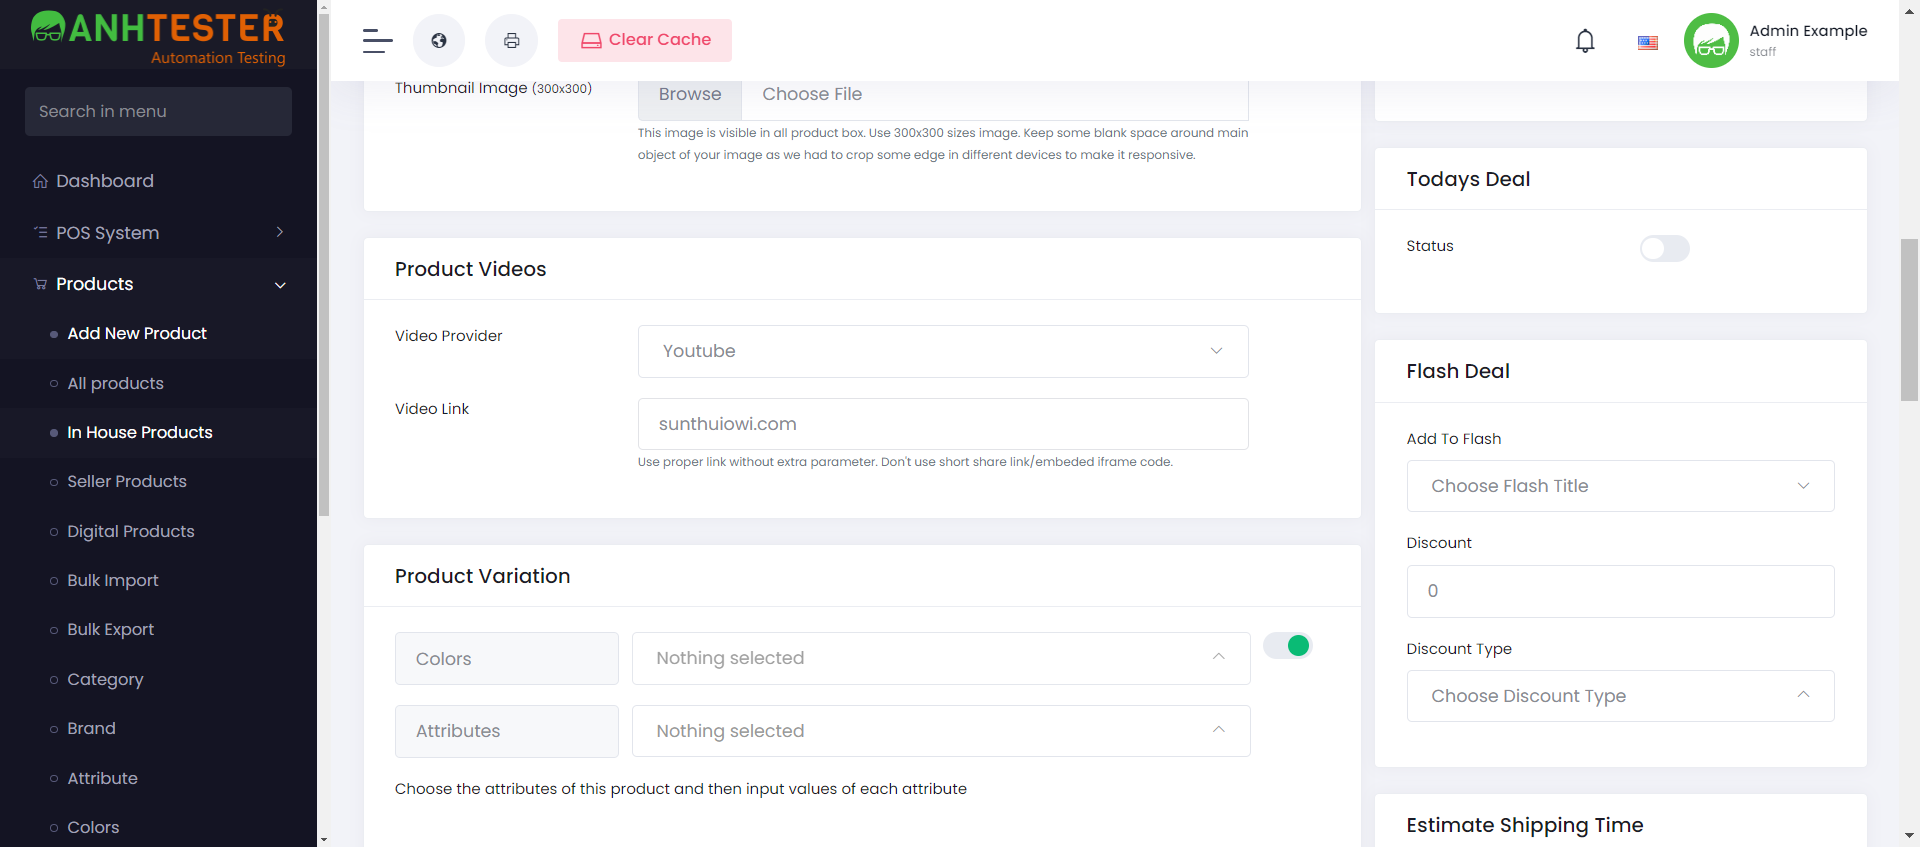 ANHTESTER
Automation Testing
Search in menu
Dashboard
POS System
Products
Add New Product
All products
In House Products
Seller Products
Digital Products
Bulk Import
Bulk Export
Category
Brand
Attribute
Colors
Clear Cache
Admin Example
staff
Thumbnail Image (300x300)
Browse
Choose File
This image is visible in all product box. Use 300x300 sizes image. Keep some blank space around main
object of your image as we had to crop some edge in different devices to make it responsive.
Product Videos
Video Provider
Youtube
Video Link
sunthuiowi.com
Use proper link without extra parameter. Don't use short share link/embeded iframe code.
Product Variation
Colors
Nothing selected
Attributes
Nothing selected
Choose the attributes of this product and then input values of each attribute
Todays Deal
Status
Flash Deal
Add To Flash
Choose Flash Title
Discount
0
Discount Type
Choose Discount Type
Estimate Shipping Time